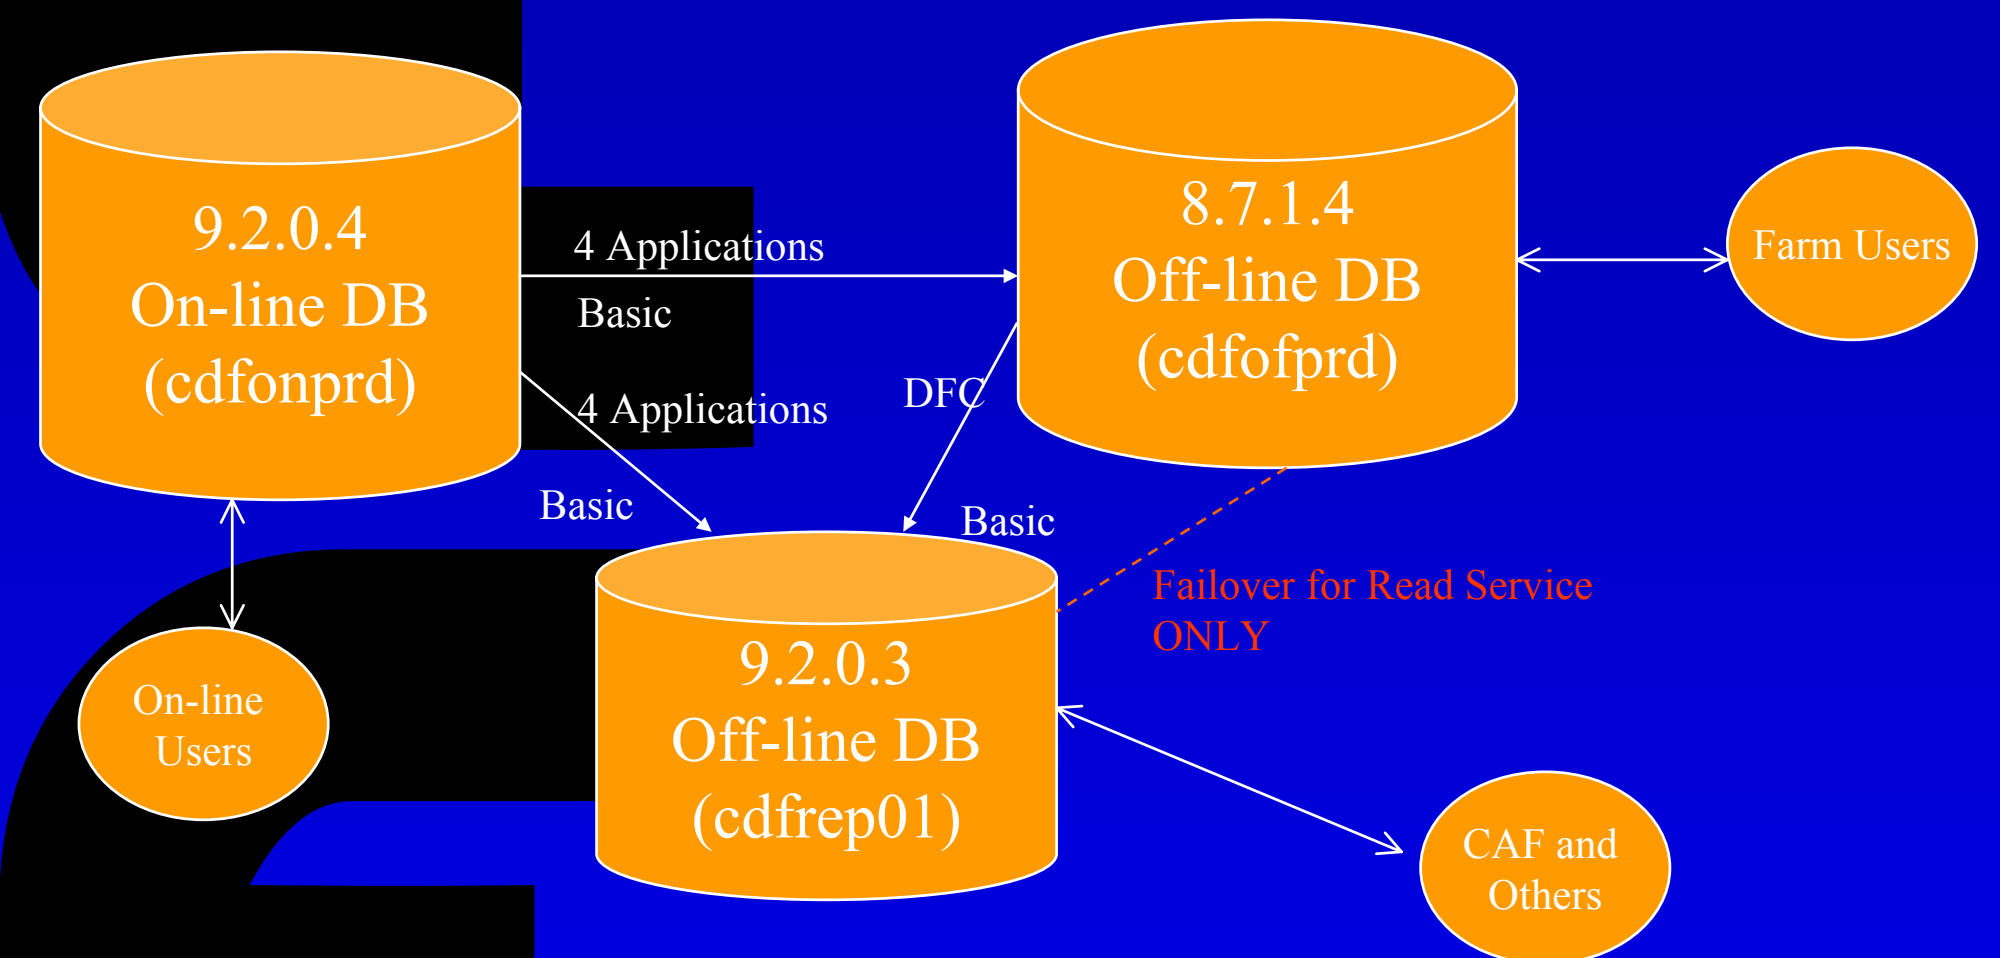 9.2.0.4
On-line DB
(cdfonprd)
4 Applications
Basic
4 Applications
Basic
8.7.1.4
Off-line DB
(cdfofprd)
Farm Users
DFC
Basic
Failover for Read Service
ONLY
On-line
Users
9.2.0.3
Off-line DB
(cdfrep01)
CAF and
Others